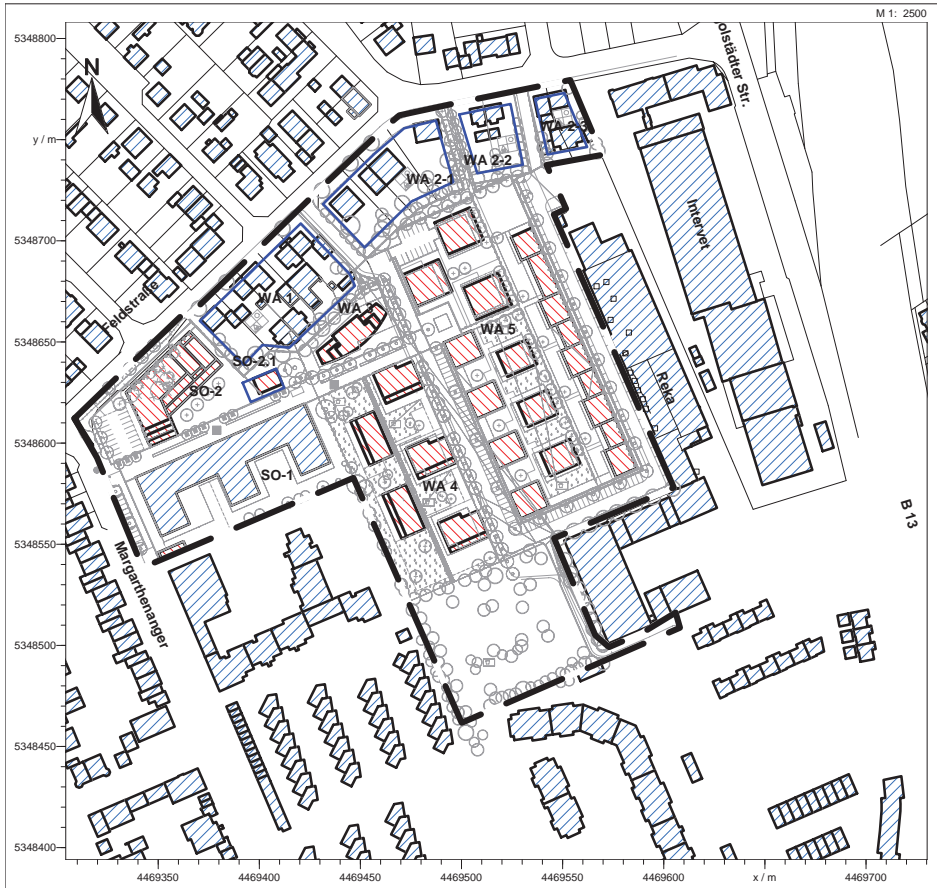 M 1: 2500
5348800
N
olstädter Str.
y / m
WA 2-3
WA 2-2
WA 2-1
Intervet
5348700
WA 1
Feldstraße
WA 3
WA 5
5348650
SO-2.1
SO-2
Reka
5348600
SO-1
WA 4
B 13
5348550
Margarthenanger
5348500
5348450
5348400
4469350
4469400
4469450
4469500
4469550
4469600
x / m
4469700